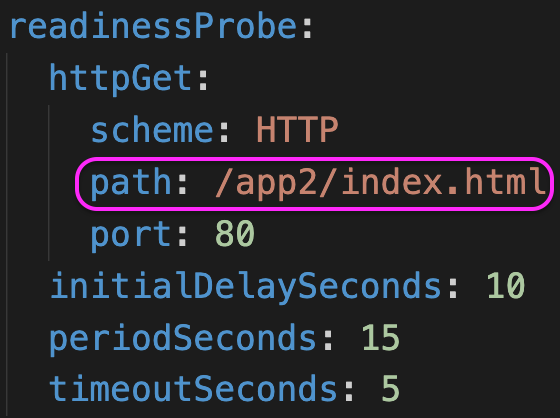 readinessProbe:
  httpGet:
    scheme: HTTP
    path: /app2/index.html
    port: 80
  initialDelaySeconds: 10
  periodSeconds: 15
  timeoutSeconds: 5